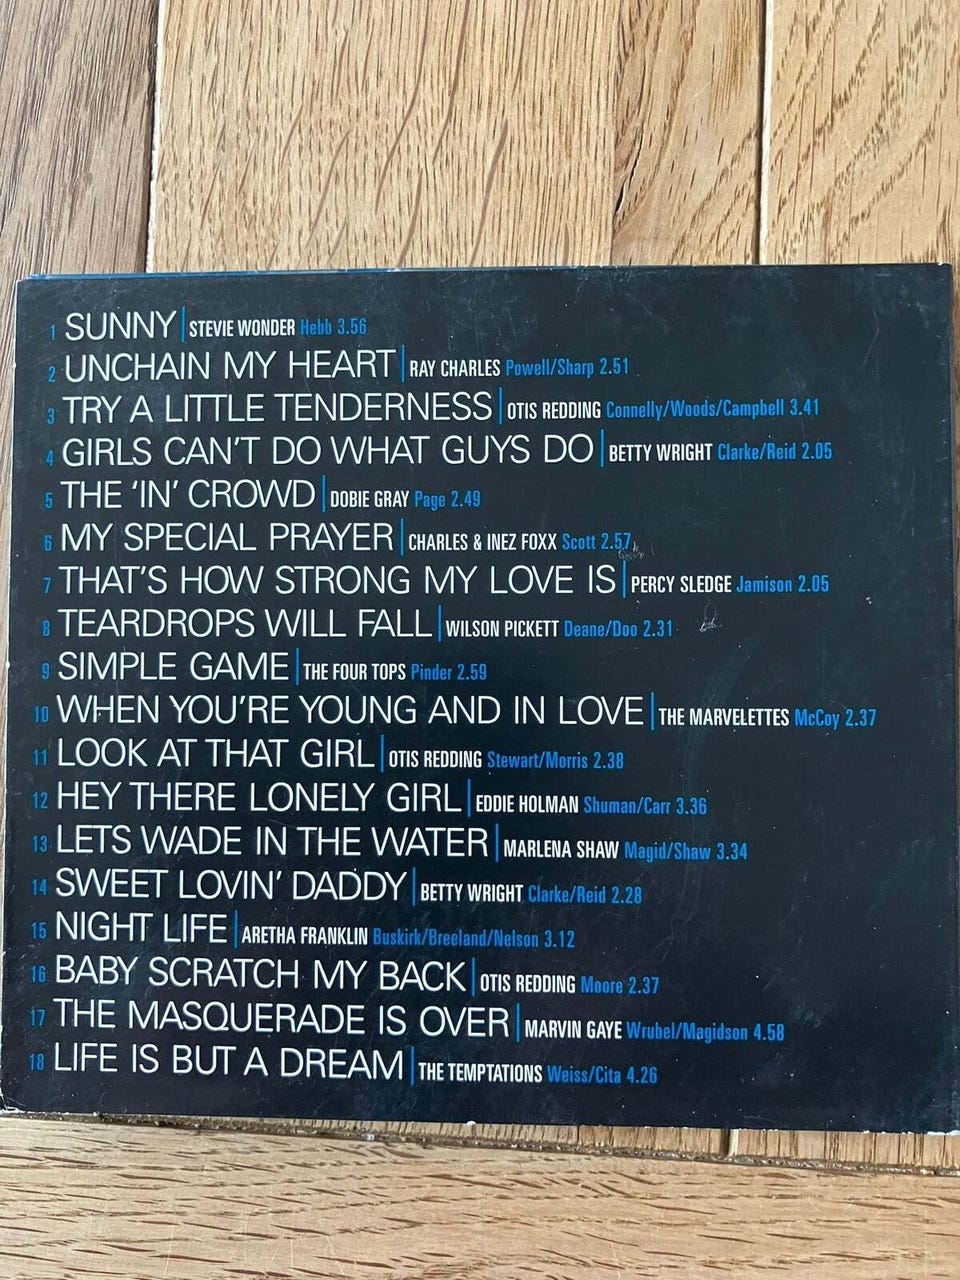 1 SUNNY | STEVIE WONDER Hebb 3.56
2 UNCHAIN MY HEART | RAY CHARLES Powell/Sharp 2.51
3 TRY A LITTLE TENDERNESS | OTIS REDDING Connelly/Woods/Campbell 3.41
4 GIRLS CAN'T DO WHAT GUYS DO | BETTY WRIGHT Clarke/Reid 2.05
5 THE 'IN' CROWD | DOBIE GRAY Page 2.49
6 MY SPECIAL PRAYER | CHARLES & INEZ FOXX Scott 2.57
7 THAT'S HOW STRONG MY LOVE IS | PERCY SLEDGE Jamison 2.05
8 TEARDROPS WILL FALL | WILSON PICKETT Deane/Doo 2.31
9 SIMPLE GAME | THE FOUR TOPS Pinder 2.59
10 WHEN YOU'RE YOUNG AND IN LOVE | THE MARVELETTES McCoy 2.37
11 LOOK AT THAT GIRL | OTIS REDDING Stewart/Morris 2.38
12 HEY THERE LONELY GIRL | EDDIE HOLMAN Shuman/Carr 3.36
13 LETS WADE IN THE WATER | MARLENA SHAW Magid/Shaw 3.34
14 SWEET LOVIN' DADDY | BETTY WRIGHT Clarke/Reid 2.28
15 NIGHT LIFE | ARETHA FRANKLIN Buskirk/Breeland/Nelson 3.12
16 BABY SCRATCH MY BACK | OTIS REDDING Moore 2.37
17 THE MASQUERADE IS OVER | MARVIN GAYE Wrubel/Magidson 4.58
18 LIFE IS BUT A DREAM | THE TEMPTATIONS Weiss/Cita 4.26